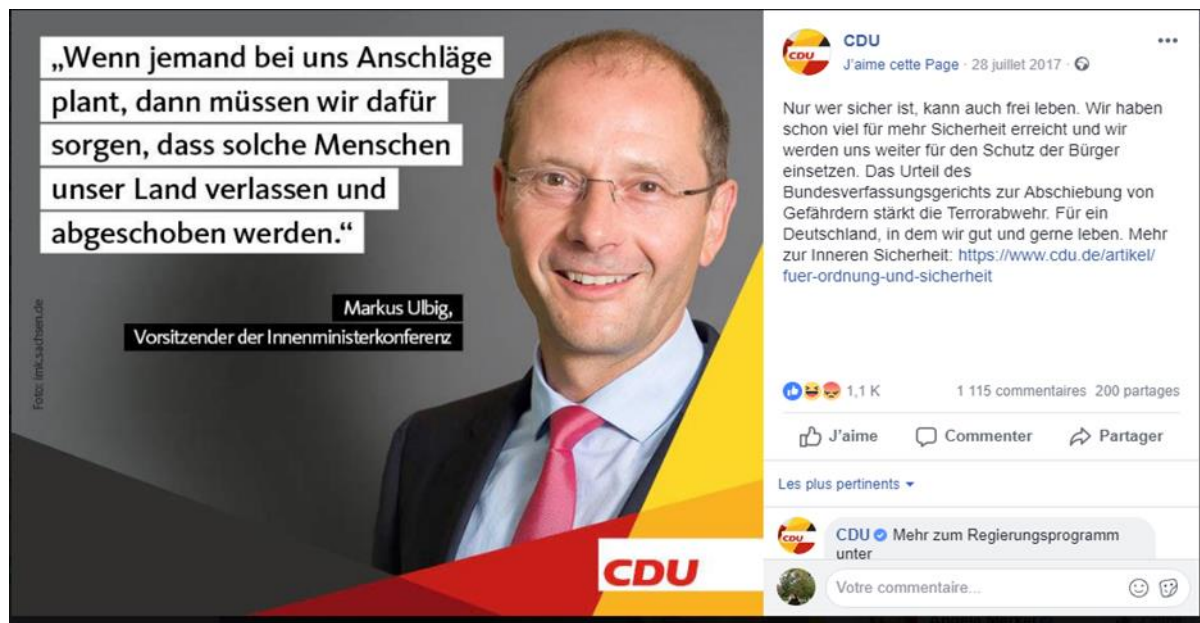 „Wenn jemand bei uns Anschläge
plant, dann müssen wir dafür
sorgen, dass solche Menschen
unser Land verlassen und
abgeschoben werden.“
Markus Ulbig,
Vorsitzender der Innenministerkonferenz
Foto: imk.sachsen.de
CDU
CDU
CDU
J'aime cette Page · 28 juillet 2017 ·
Nur wer sicher ist, kann auch frei leben. Wir haben
schon viel für mehr Sicherheit erreicht und wir
werden uns weiter für den Schutz der Bürger
einsetzen. Das Urteil des
Bundesverfassungsgerichts zur Abschiebung von
Gefährdern stärkt die Terrorabwehr. Für ein
Deutschland, in dem wir gut und gerne leben. Mehr
zur Inneren Sicherheit: https://www.cdu.de/artikel/
fuer-ordnung-und-sicherheit
1,1 K
1 115 commentaires 200 partages
J'aime Commenter Partager
Les plus pertinents
CDU
CDU Mehr zum Regierungsprogramm
unter
Votre commentaire...